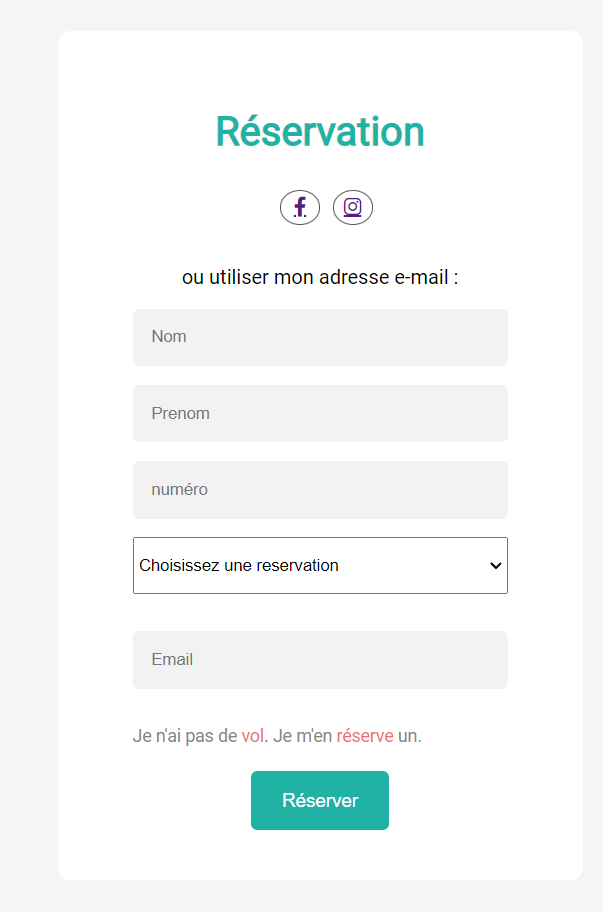 Réservation
ou utiliser mon adresse e-mail :
Nom
Prenom
numéro
Choisissez une reservation
Email
Je n'ai pas de vol. Je m'en réserve un.
Réserver